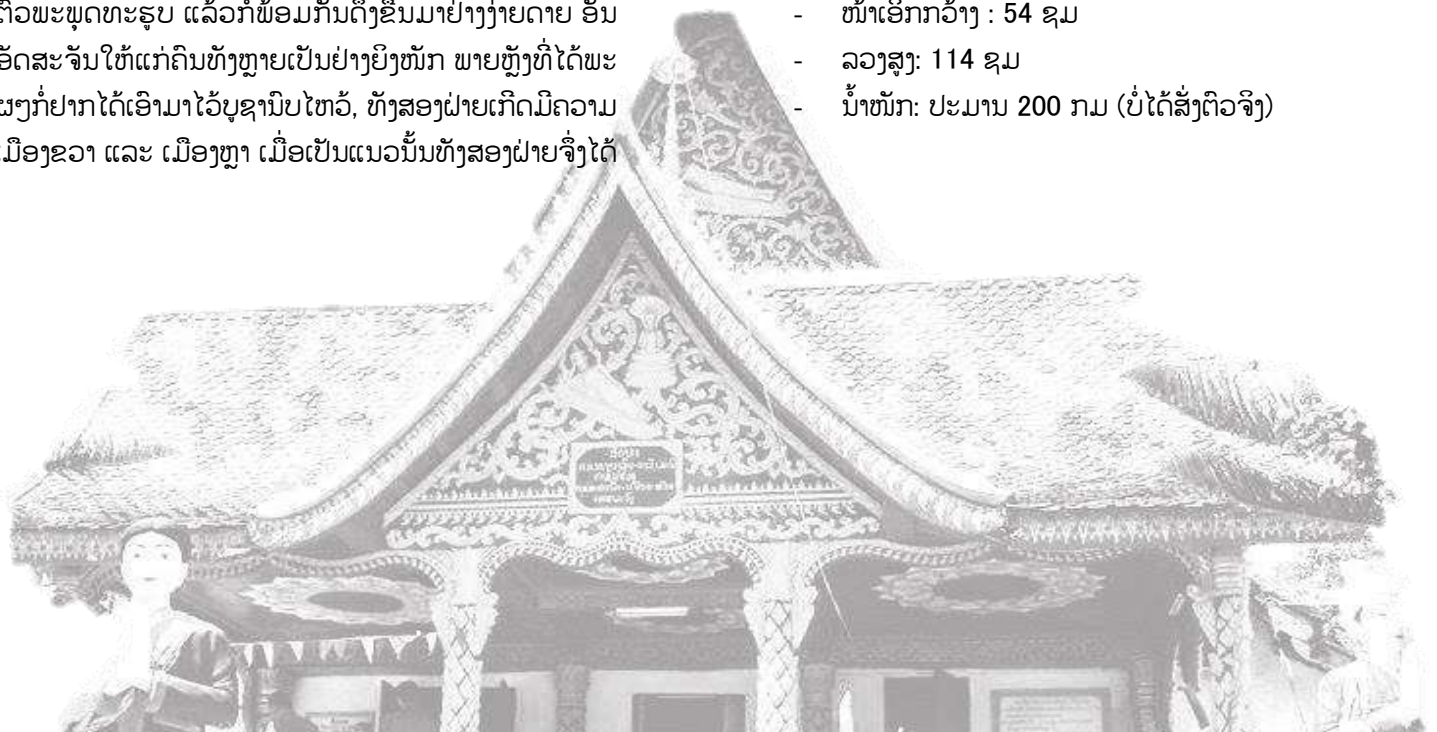 ຕົວພະພຸດທະຮູບ ແລ້ວກໍ່ພ້ອມກັນດຶງຂຶ້ນມາຢ່າງງ່າຍດາຍ ອັນ
ອັດສະຈັນໃຫ້ແກ່ຄົນທັງຫຼາຍເປັນຢ່າງຍິງໜັກ ພາຍຫຼັງທີ່ໄດ້ພະ
ໃຜໆກໍ່ຢາກໄດ້ເອົາມາໄວ້ບູຊານົບໄຫວ້, ທັງສອງຝ່າຍເກີດມີຄວາມ
ເມືອງຂວາ ແລະ ເມືອງຫຼາ ເມື່ອເປັນແນວນັ້ນທັງສອງຝ່າຍຈຶ່ງໄດ້
- ໜ້າເອິກກວ້າງ : 54 ຊມ
- ລວງສູງ: 114 ຊມ
- ນ້ຳໜັກ: ປະມານ 200 ກມ (ບໍ່ໄດ້ສັ່ງຕົວຈິງ)